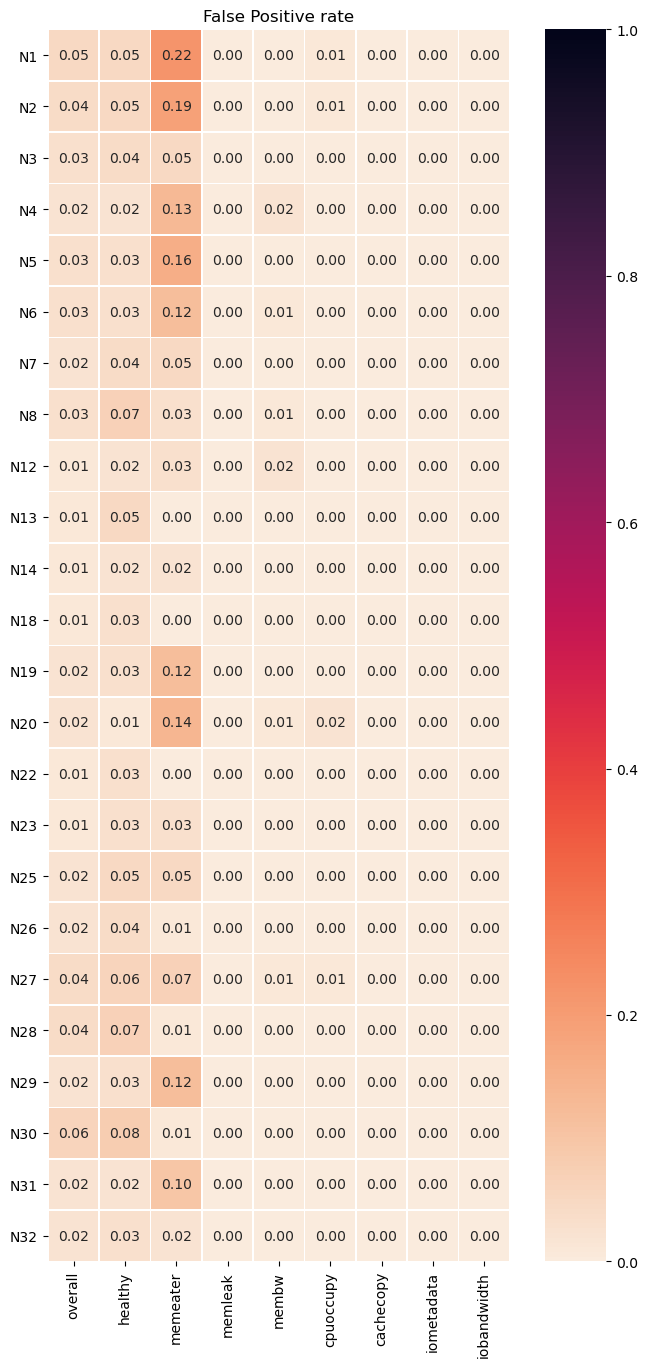 False Positive rate
N1 0.05 0.05 0.22 0.00 0.00 0.01 0.00 0.00 0.00
N2 0.04 0.05 0.19 0.00 0.00 0.01 0.00 0.00 0.00
N3 0.03 0.04 0.05 0.00 0.00 0.00 0.00 0.00 0.00
N4 0.02 0.02 0.13 0.00 0.02 0.00 0.00 0.00 0.00
N5 0.03 0.03 0.16 0.00 0.00 0.00 0.00 0.00 0.00
N6 0.03 0.03 0.12 0.00 0.01 0.00 0.00 0.00 0.00
N7 0.02 0.04 0.05 0.00 0.00 0.00 0.00 0.00 0.00
N8 0.03 0.07 0.03 0.00 0.01 0.00 0.00 0.00 0.00
N12 0.01 0.02 0.03 0.00 0.02 0.00 0.00 0.00 0.00
N13 0.01 0.05 0.00 0.00 0.00 0.00 0.00 0.00 0.00
N14 0.01 0.02 0.02 0.00 0.00 0.00 0.00 0.00 0.00
N18 0.01 0.03 0.00 0.00 0.00 0.00 0.00 0.00 0.00
N19 0.02 0.03 0.12 0.00 0.00 0.00 0.00 0.00 0.00
N20 0.02 0.01 0.14 0.00 0.01 0.02 0.00 0.00 0.00
N22 0.01 0.03 0.00 0.00 0.00 0.00 0.00 0.00 0.00
N23 0.01 0.03 0.03 0.00 0.00 0.00 0.00 0.00 0.00
N25 0.02 0.05 0.05 0.00 0.00 0.00 0.00 0.00 0.00
N26 0.02 0.04 0.01 0.00 0.00 0.00 0.00 0.00 0.00
N27 0.04 0.06 0.07 0.00 0.01 0.01 0.00 0.00 0.00
N28 0.04 0.07 0.01 0.00 0.00 0.00 0.00 0.00 0.00
N29 0.02 0.03 0.12 0.00 0.00 0.00 0.00 0.00 0.00
N30 0.06 0.08 0.01 0.00 0.00 0.00 0.00 0.00 0.00
N31 0.02 0.02 0.10 0.00 0.00 0.00 0.00 0.00 0.00
N32 0.02 0.03 0.02 0.00 0.00 0.00 0.00 0.00 0.00
overall
healthy
memeater
memleak
membw
cpuoccupy
cachecopy
iometadata
iobandwidth
1.0
0.8
0.6
0.4
0.2
0.0